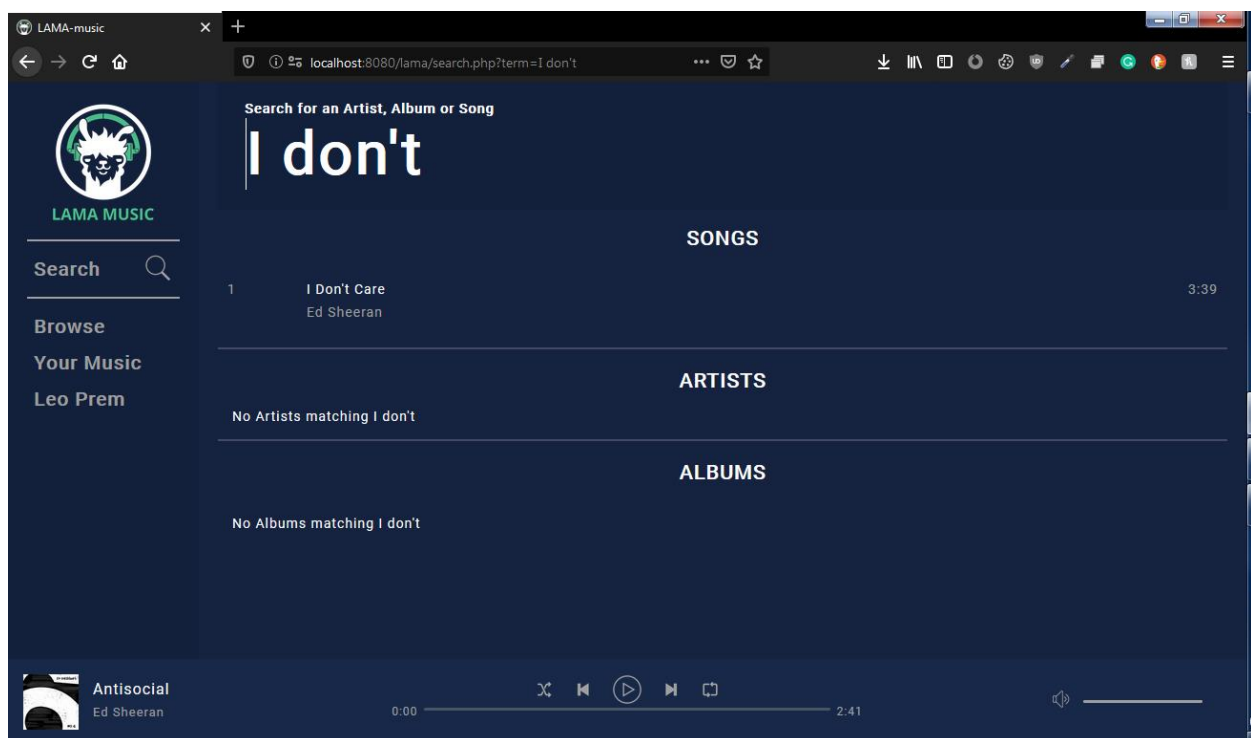 LAMA-music
localhost:8080/lama/search.php?term=I don't
Search for an Artist, Album or Song
I don't
LAMA MUSIC
Search
Browse
Your Music
Leo Prem
SONGS
1 I Don't Care 3:39
Ed Sheeran
ARTISTS
No Artists matching I don't
ALBUMS
No Albums matching I don't
Antisocial
Ed Sheeran
0:00 2:41